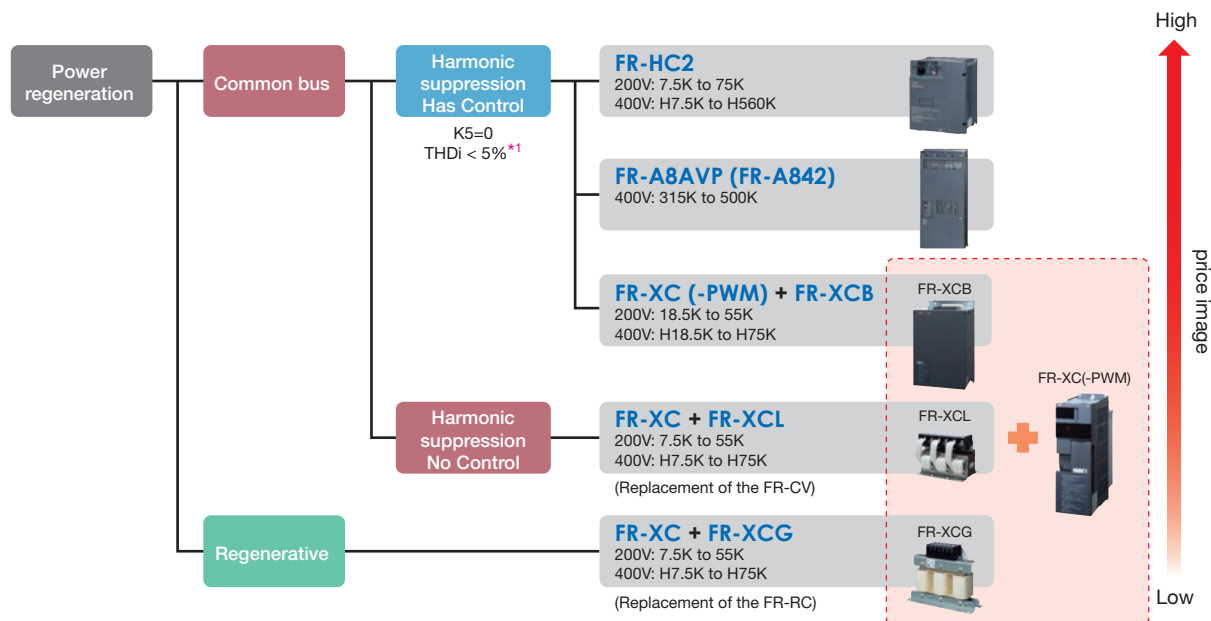 High
Power
regeneration
Common bus
Harmonic
suppression
Has Control
K5=0
THDi < 5%*1
FR-HC2
200V: 7.5K to 75K
400V: H7.5K to H560K
FR-A8AVP (FR-A842)
400V: 315K to 500K
FR-XC (-PWM) + FR-XCB
200V: 18.5K to 55K
400V: H18.5K to H75K
FR-XCB
price image
FR-XC(-PWM)
Harmonic
suppression
No Control
FR-XC + FR-XCL
200V: 7.5K to 55K
400V: H7.5K to H75K
(Replacement of the FR-CV)
FR-XCL
Regenerative
FR-XC + FR-XCG
200V: 7.5K to 55K
400V: H7.5K to H75K
(Replacement of the FR-RC)
FR-XCG
Low